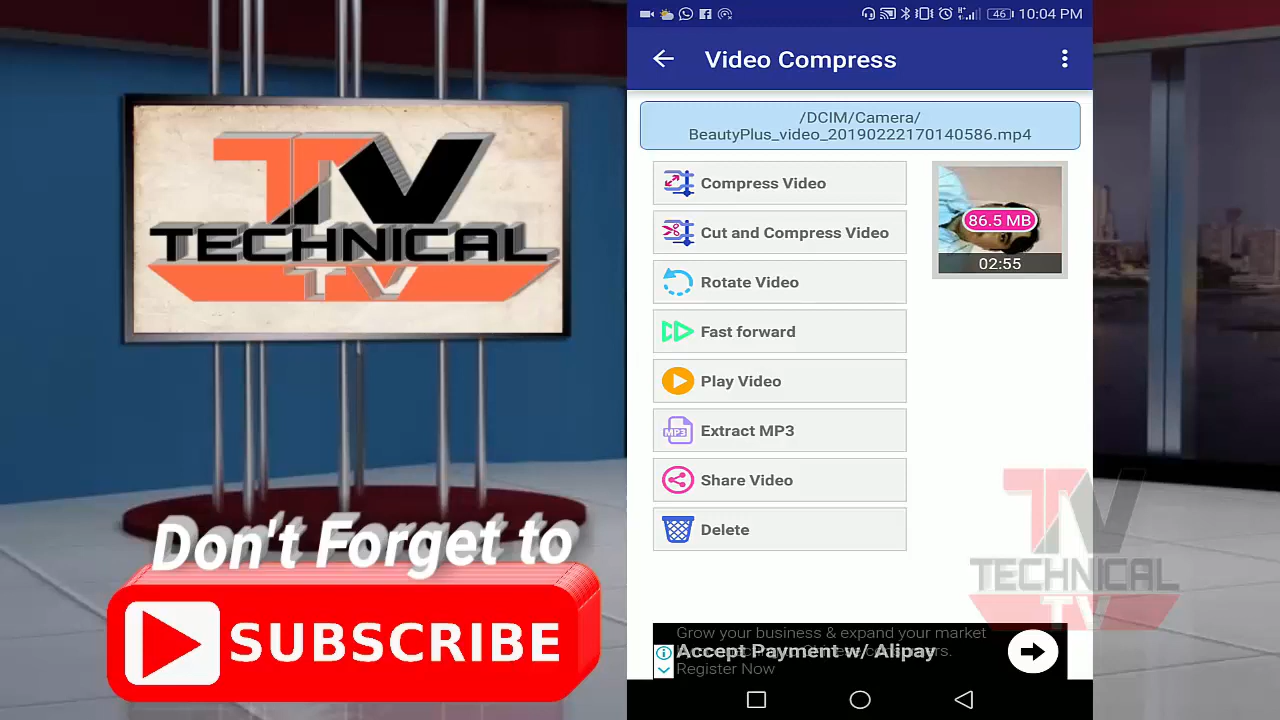 TV
TECHNICAL
TV
Don't Forget to
SUBSCRIBE
46 10:04 PM
Video Compress
/DCIM/Camera/
BeautyPlus_video_20190222170140586.mp4
Compress Video
Cut and Compress Video
Rotate Video
Fast forward
Play Video
MP3
Extract MP3
Share Video
Delete
86.5 MB
02:55
TV
TECHNICAL
TV
Grow your business & expand your market
Accept Payment w/ Alipay
Register Now